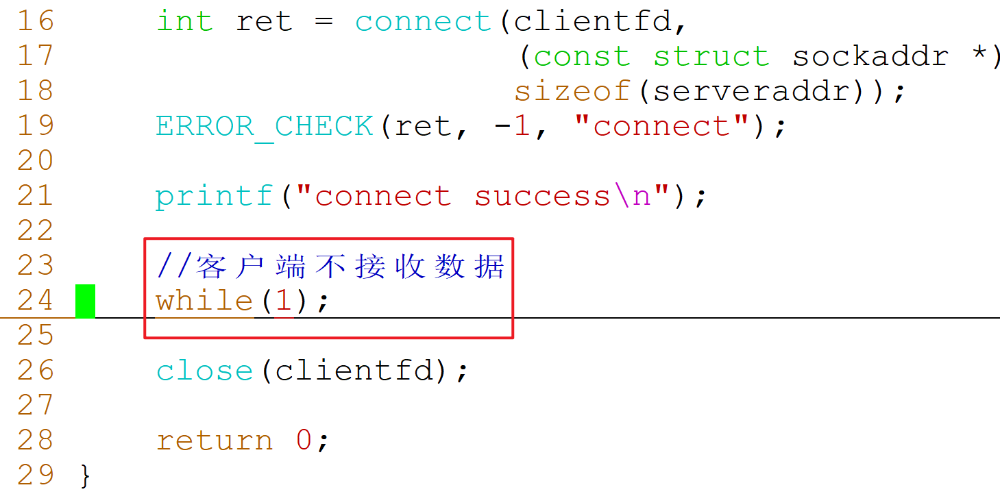 16 int ret = connect(clientfd,
17 (const struct sockaddr *)
18 sizeof(serveraddr));
19 ERROR_CHECK(ret, -1, "connect");
20
21 printf("connect success\n");
22
23 //客户端不接收数据
24 while(1);
25
26 close(clientfd);
27
28 return 0;
29 }